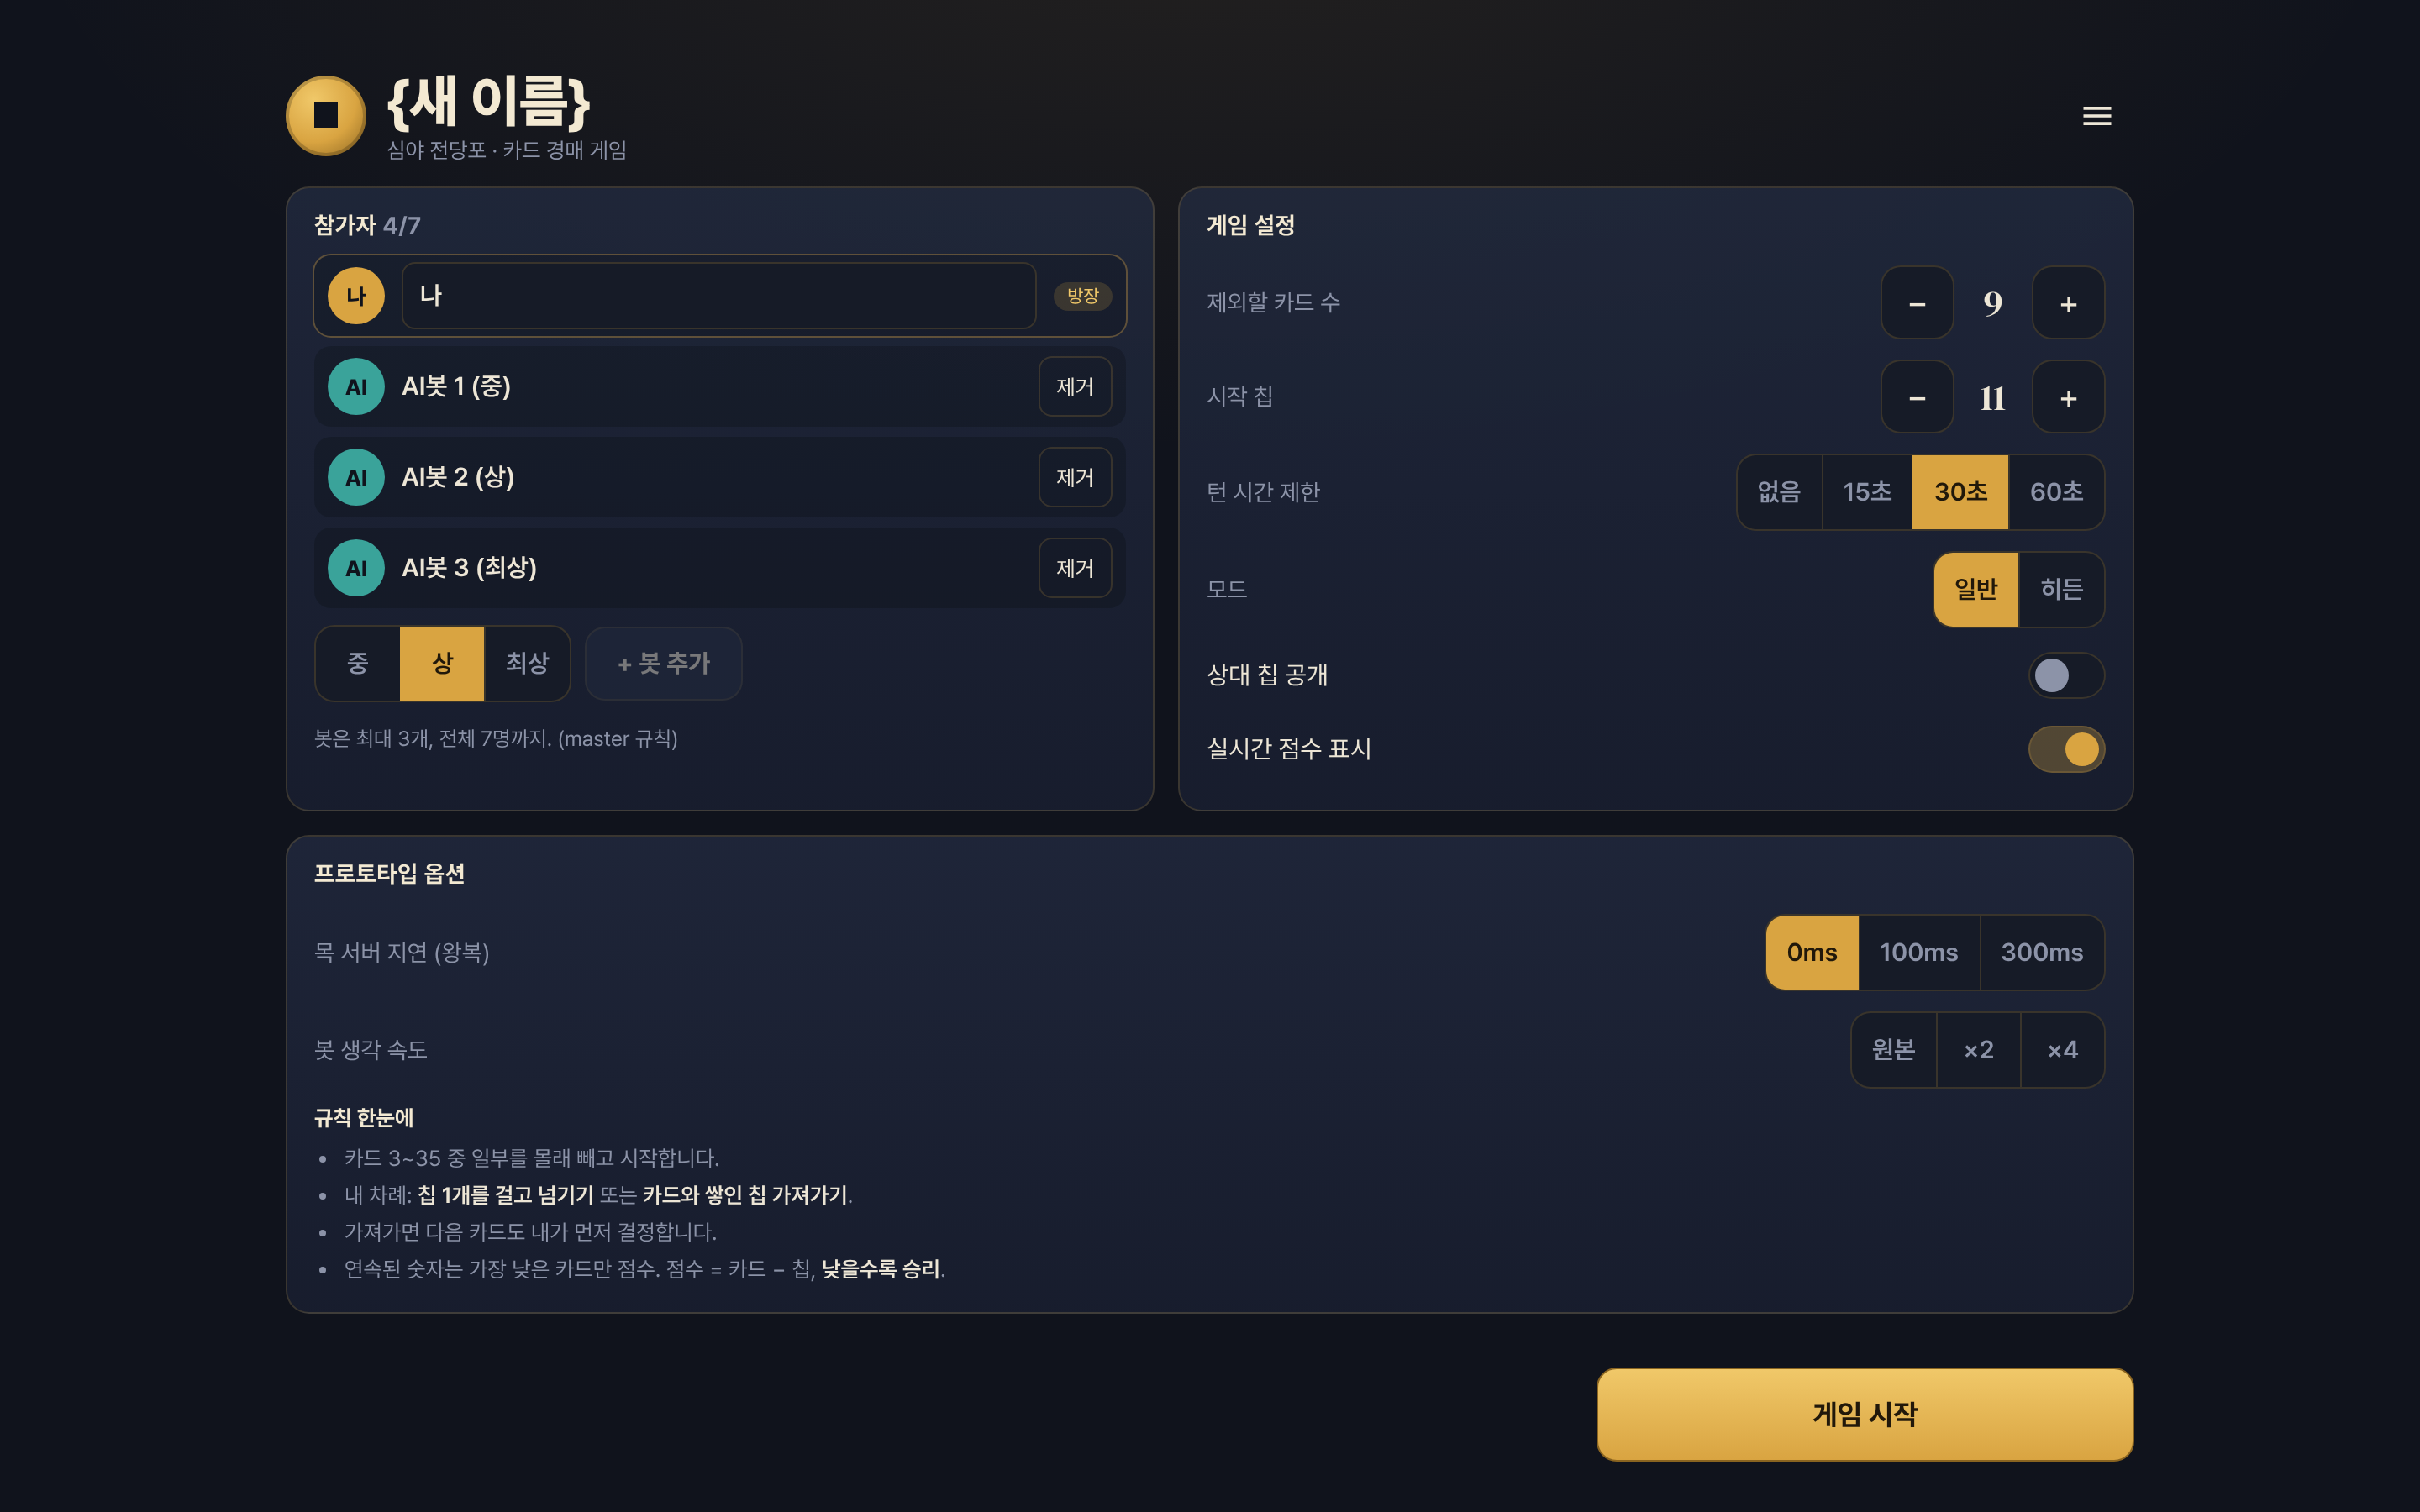 {새 이름}
심야 전당포 · 카드 경매 게임
참가자 4/7
나 나 방장
AI AI봇 1 (중) 제거
AI AI봇 2 (상) 제거
AI AI봇 3 (최상) 제거
중 상 최상 + 봇 추가
봇은 최대 3개, 전체 7명까지. (master 규칙)
게임 설정
제외할 카드 수 − 9 +
시작 칩 − 11 +
턴 시간 제한 없음 15초 30초 60초
모드 일반 히든
상대 칩 공개
실시간 점수 표시
프로토타입 옵션
목 서버 지연 (왕복) 0ms 100ms 300ms
봇 생각 속도 원본 ×2 ×4
규칙 한눈에
• 카드 3~35 중 일부를 몰래 빼고 시작합니다.
• 내 차례: 칩 1개를 걸고 넘기기 또는 카드와 쌓인 칩 가져가기.
• 가져가면 다음 카드도 내가 먼저 결정합니다.
• 연속된 숫자는 가장 낮은 카드만 점수. 점수 = 카드 − 칩, 낮을수록 승리.
게임 시작